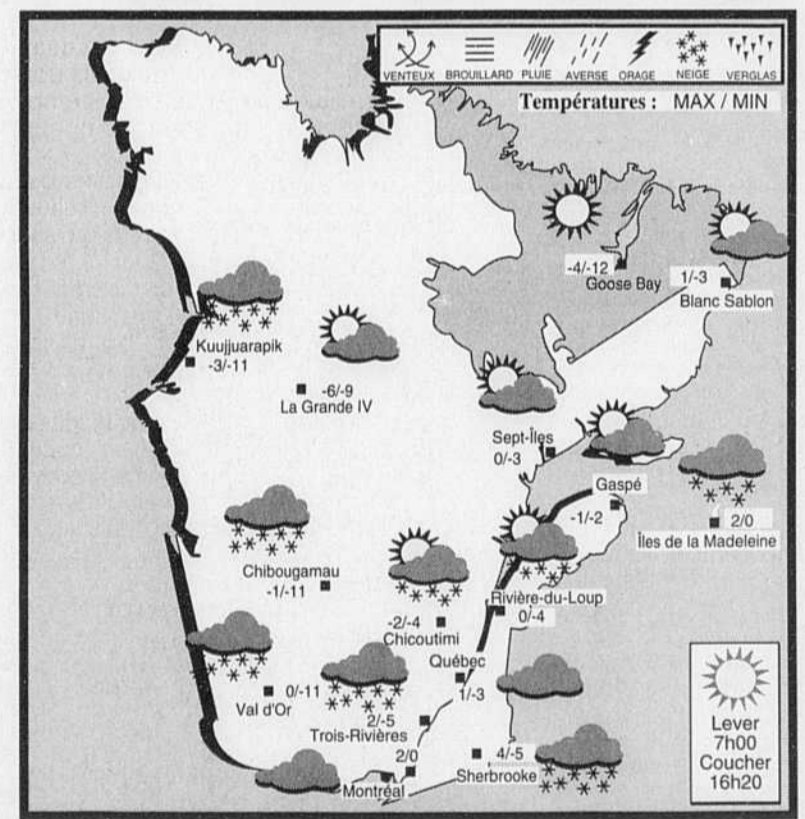 VENTEUX BROUILLARD PLUIE AVERSE ORAGE NEIGE VERGLAS
Températures : MAX / MIN
-4/-12
Goose Bay
1/-3
Blanc Sablon
Kuujjuarapik
-3/-11
-6/-9
La Grande IV
Sept-Îles
0/-3
Gaspé
-1/-2
2/0
Îles de la Madeleine
Chibougamau
-1/-11
Rivière-du-Loup
0/-4
-2/-4
Chicoutimi
Québec
1/-3
0/-11
Val d'Or
2/-5
Trois-Rivières
2/0
Montréal
4/-5
Sherbrooke
Lever
7h00
Coucher
16h20